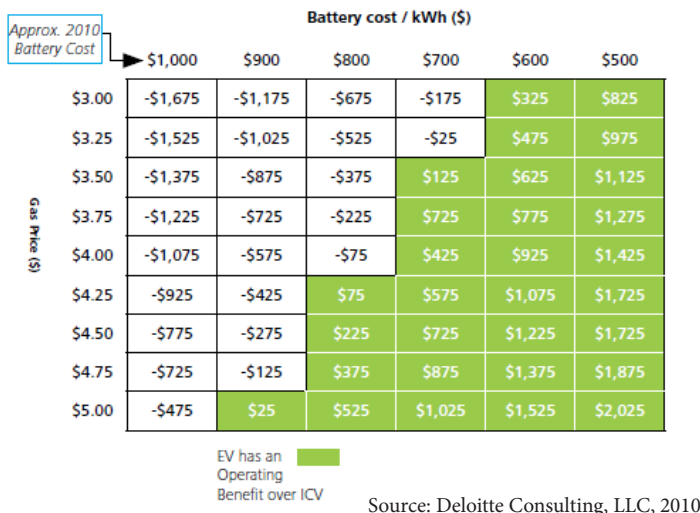 Battery cost / kWh ($)
Approx. 2010
Battery Cost
$1,000 $900 $800 $700 $600 $500
Gas Price ($)
$3.00 -$1,675 -$1,175 -$675 -$175 $325 $825
$3.25 -$1,525 -$1,025 -$525 -$25 $475 $975
$3.50 -$1,375 -$875 -$375 $125 $625 $1,125
$3.75 -$1,225 -$725 -$225 $725 $775 $1,275
$4.00 -$1,075 -$575 -$75 $425 $925 $1,425
$4.25 -$925 -$425 $75 $575 $1,075 $1,725
$4.50 -$775 -$275 $225 $725 $1,225 $1,725
$4.75 -$725 -$125 $375 $875 $1,375 $1,875
$5.00 -$475 $25 $525 $1,025 $1,525 $2,025
EV has an
Operating
Benefit over ICV
Source: Deloitte Consulting, LLC, 2010